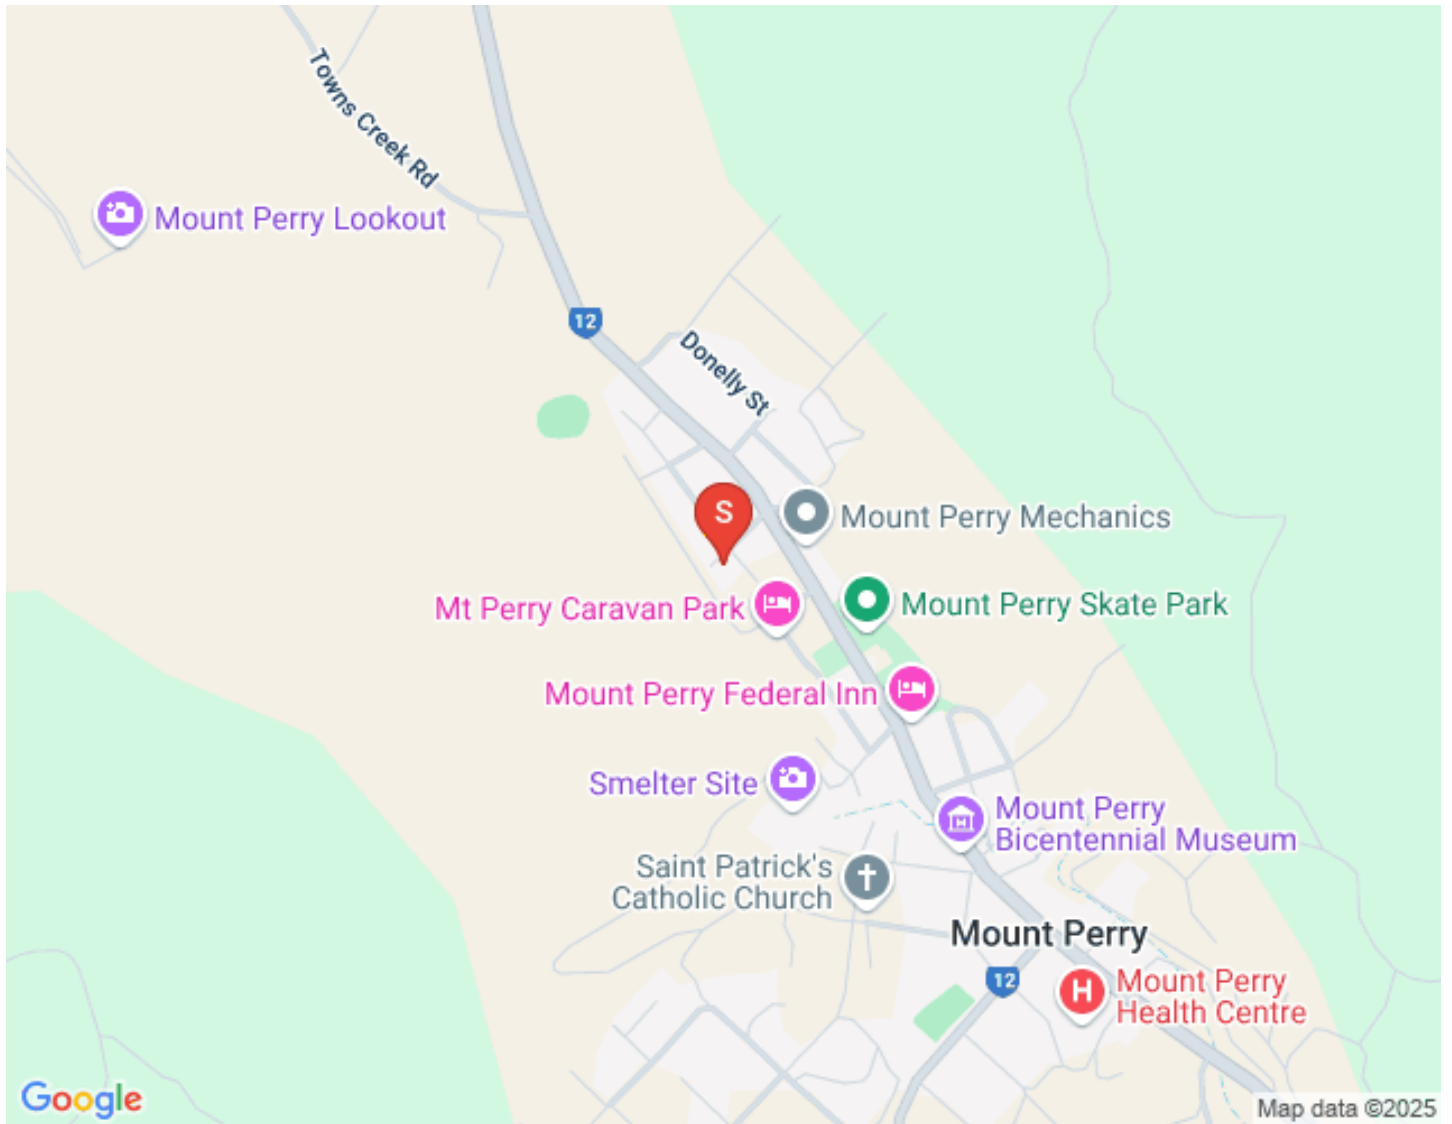 Towns Creek Rd
Mount Perry Lookout
12
Donelly St
S
Mount Perry Mechanics
Mt Perry Caravan Park
Mount Perry Skate Park
Mount Perry Federal Inn
Smelter Site
Mount Perry
Bicentennial Museum
Saint Patrick's
Catholic Church
Mount Perry
12
H
Mount Perry
Health Centre
Google
Map data ©2025